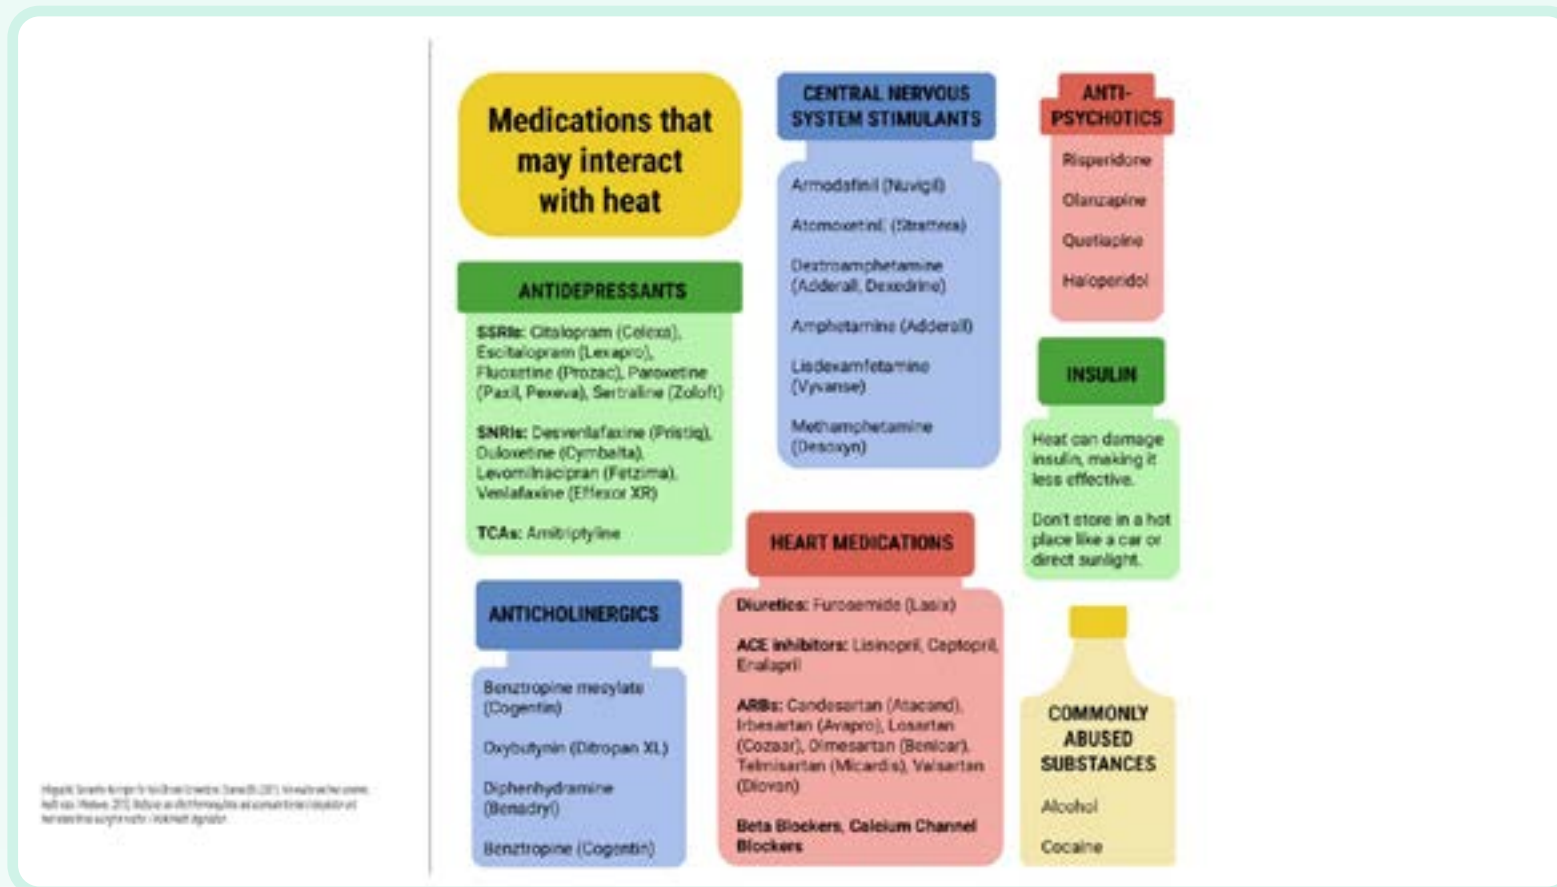 Medications that
may interact
with heat
ANTIDEPRESSANTS
SSRIs: Citalopram (Celexa),
Escitalopram (Lexapro),
Fluoxetine (Prozac), Paroxetine
(Paxil, Pexeva), Sertraline (Zoloft)
SNRIs: Desvenlafaxine (Pristiq),
Duloxetine (Cymbalta),
Levomilnacipran (Fetzima),
Venlafaxine (Effexor XR)
TCAs: Amitriptyline
ANTICHOLINERGICS
Benztropine mesylate
(Cogentin)
Oxybutynin (Ditropan XL)
Diphenhydramine
(Benadryl)
Benztropine (Cogentin)
CENTRAL NERVOUS
SYSTEM STIMULANTS
Armodafinil (Nuvigil)
(Strattera)
Dextroamphetamine
(Adderall, Dexedrine)
Amphetamine (Adderall)
Lisdexamfetamine
(Vyvanse)
Methamphetamine
(Desoxyn)
HEART MEDICATIONS
Diuretics: Furosemide (Lasix)
ACE inhibitors: Lisinopril, Captopril,
Enalapril
ARBs: Candesartan (Atacand),
Irbesartan (Avapro), Losartan
(Cozaar), Olmesartan (Benicar),
Telmisartan (Micardis), Valsartan
(Diovan)
Beta Blockers, Calcium Channel
Blockers
ANTI-
PSYCHOTICS
Risperidone
Olanzapine
Quetiapine
Haloperidol
INSULIN
Heat can damage
insulin, making it
less effective.
Don't store in a hot
place like a car or
direct sunlight.
COMMONLY
ABUSED
SUBSTANCES
Alcohol
Cocaine